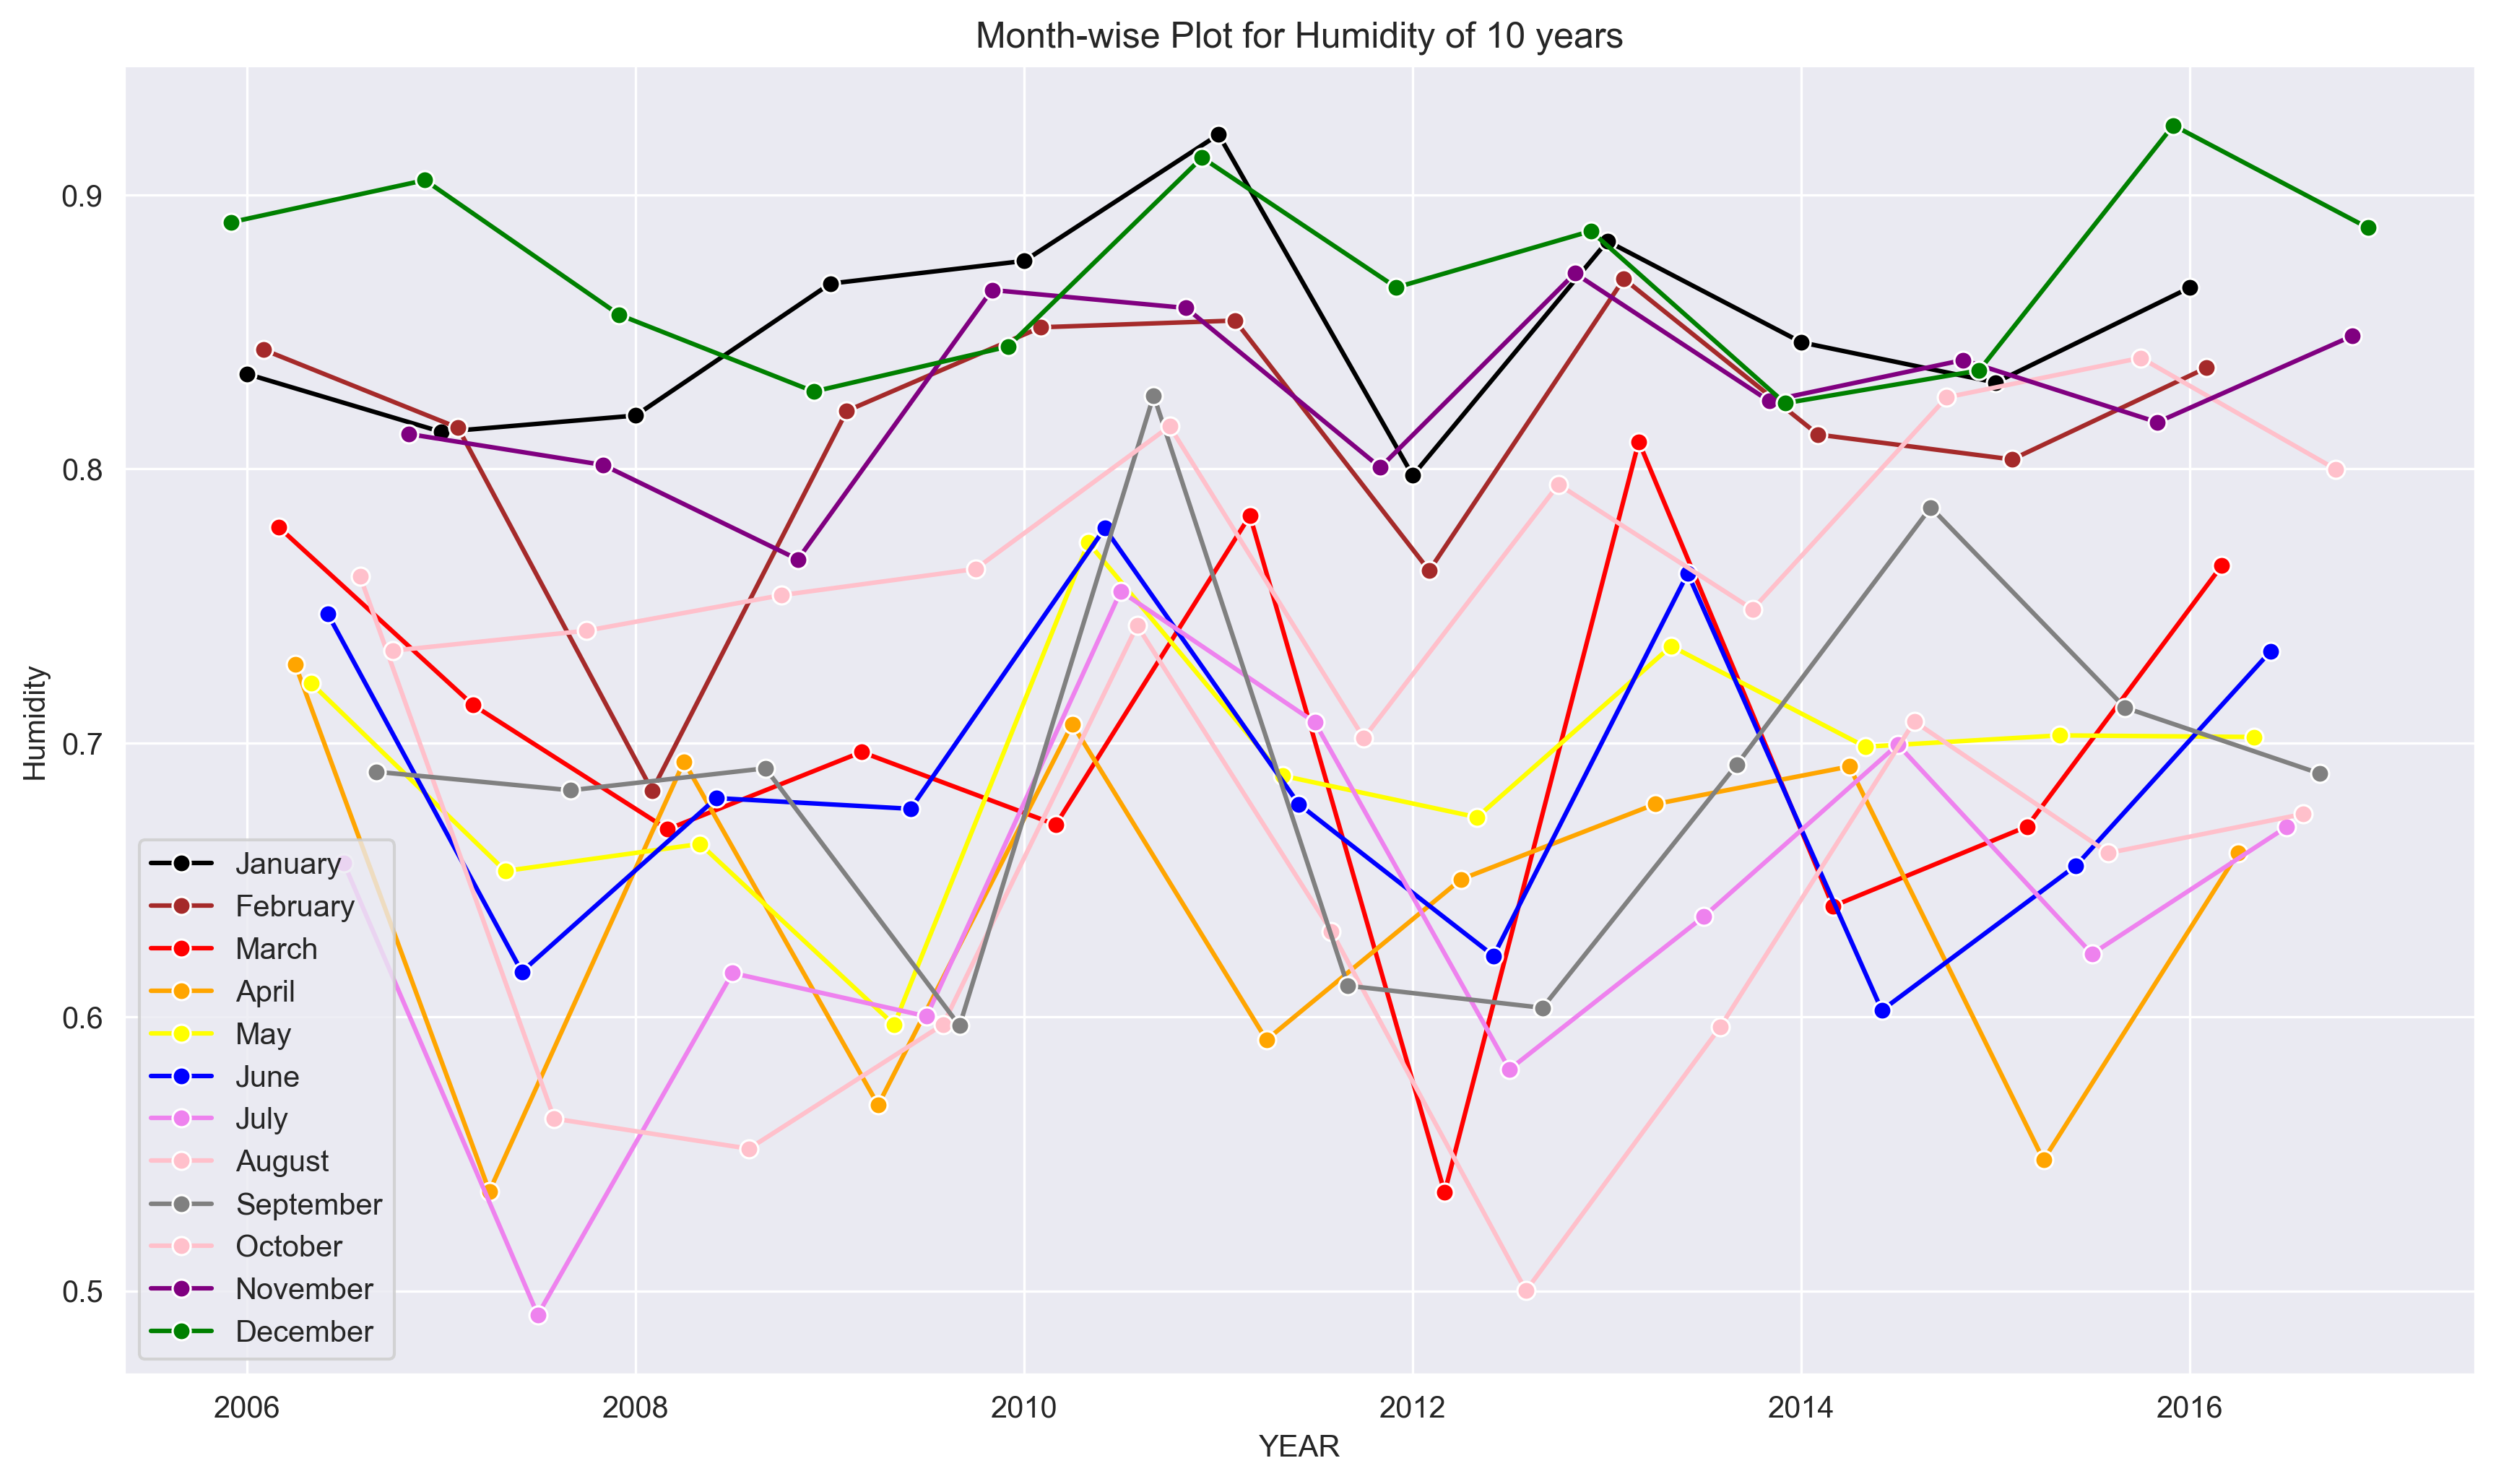 Month-wise Plot for Humidity of 10 years
0.9
0.8
0.7
0.6
0.5
Humidity
January
February
March
April
May
June
July
August
September
October
November
December
2006 2008 2010 2012 2014 2016
YEAR